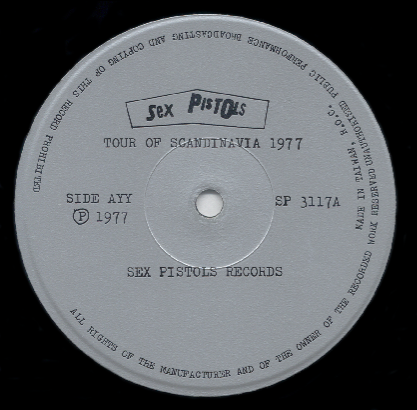 Sex PISTOLS
TOUR OF SCANDINAVIA 1977
SIDE AYY
Ⓟ 1977
SP 3117A
SEX PISTOLS RECORDS
ALL RIGHTS OF THE MANUFACTURER AND OF THE OWNER OF THE RECORDED WORK RESERVED UNAUTHORIZED PUBLIC PERFORMANCE BROADCASTING AND COPYING OF THIS RECORD PROHIBITED
MADE IN TAIWAN, R.O.C.